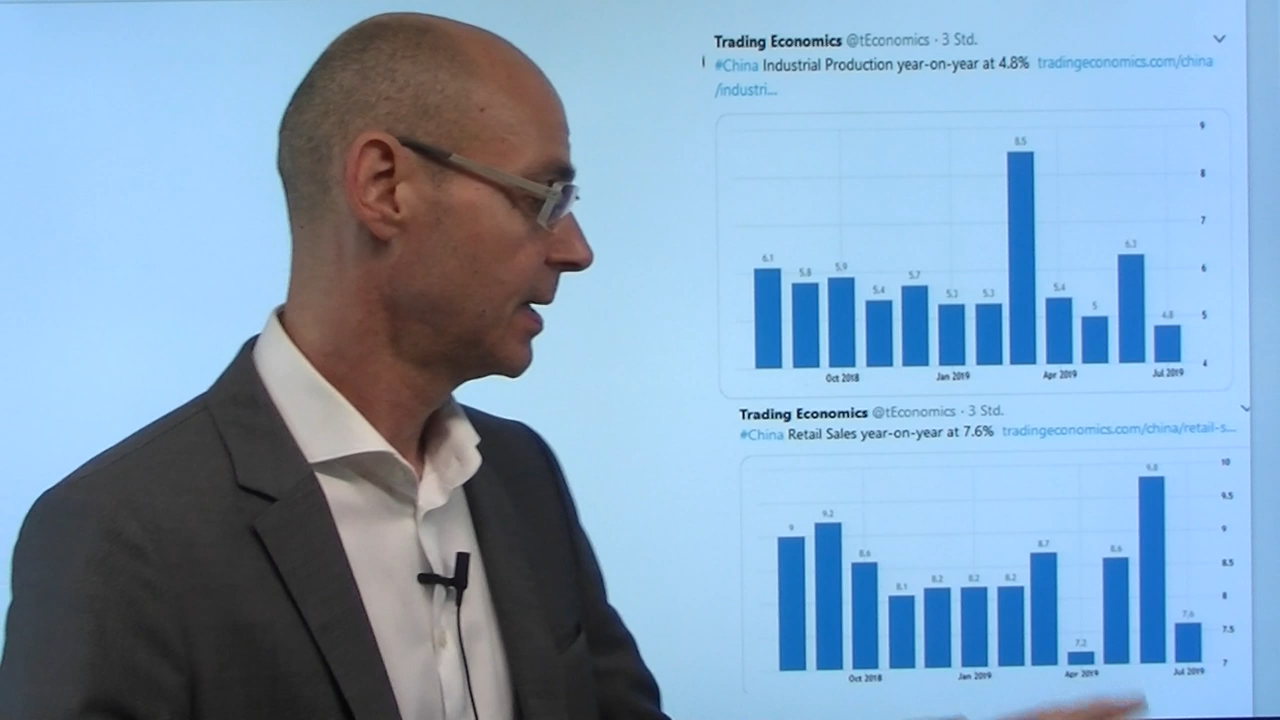 Trading Economics @tEconomics · 3 Std.
#China Industrial Production year-on-year at 4.8% tradingeconomics.com/china
/industri...
9
8.5
8
7
6.3
6.1
6
5.8
5.9
5.7
5.4
5.3
5.3
5.4
5
5
4.8
4
Oct 2018
Jan 2019
Apr 2019
Jul 2019
Trading Economics @tEconomics · 3 Std.
#China Retail Sales year-on-year at 7.6% tradingeconomics.com/china/retail-s...
10
9.8
9.5
9.2
9
9
8.7
8.6
8.6
8.5
8.1
8.2
8.2
8.2
8
7.6
7.5
7.2
7
Oct 2018
Jan 2019
Apr 2019
Jul 2019